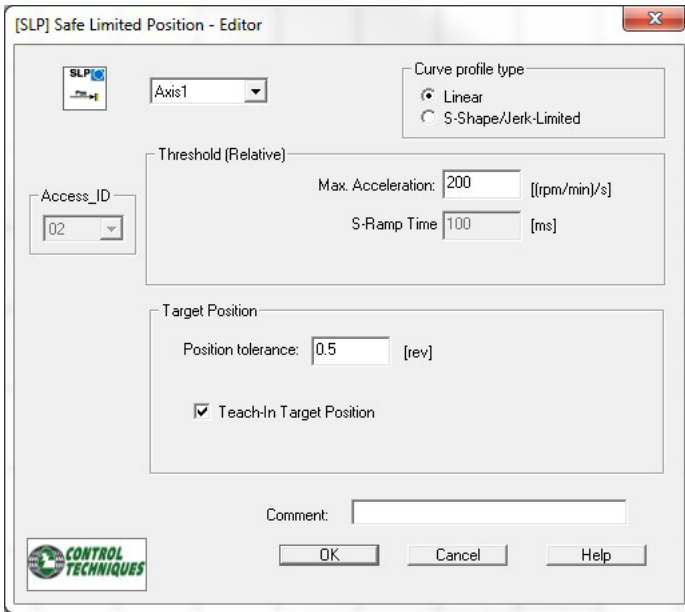 [SLP] Safe Limited Position - Editor
SLP
Axis1
Curve profile type
Linear
S-Shape/Jerk-Limited
Access_ID
02
Threshold (Relative)
Max. Acceleration: 200 [(rpm/min)/s]
S-Ramp Time 100 [ms]
Target Position
Position tolerance: 0.5 [rev]
Teach-In Target Position
Comment:
CONTROL
TECHNIQUES
OK Cancel Help